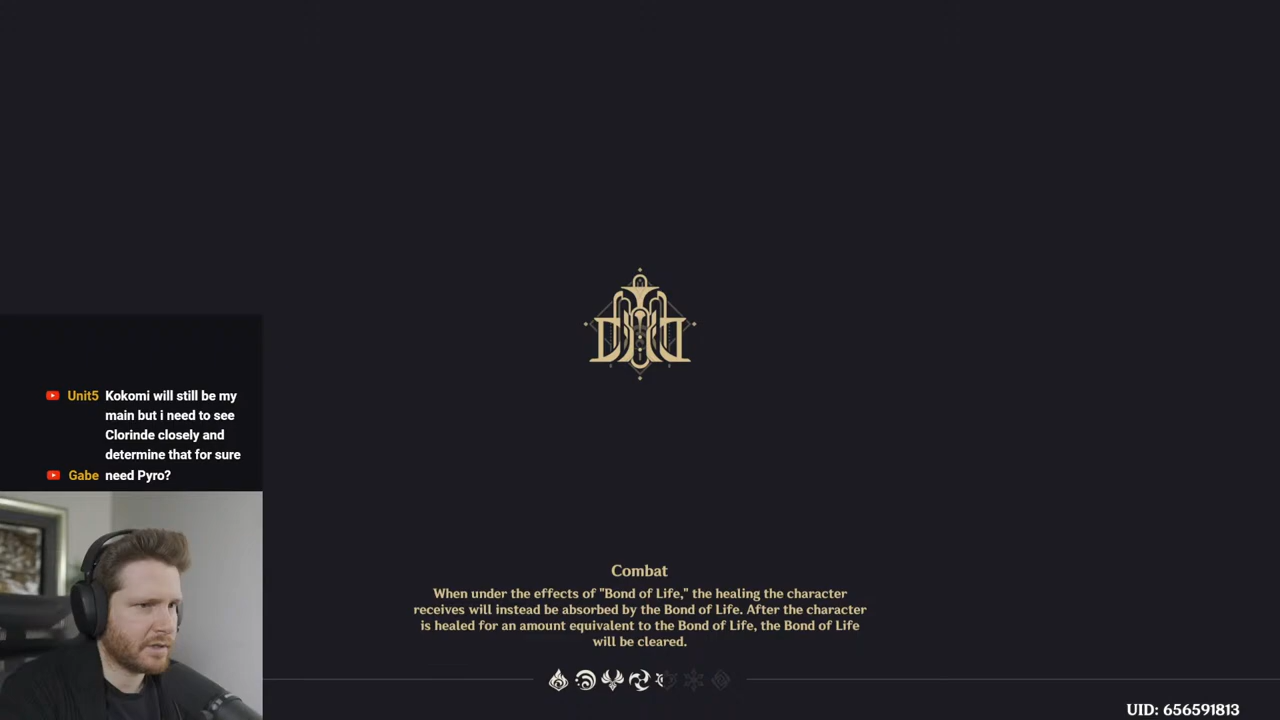 Unit5 Kokomi will still be my
main but i need to see
Clorinde closely and
determine that for sure
Gabe need Pyro?
Combat
When under the effects of "Bond of Life," the healing the character
receives will instead be absorbed by the Bond of Life. After the character
is healed for an amount equivalent to the Bond of Life, the Bond of Life
will be cleared.
UID: 656591813